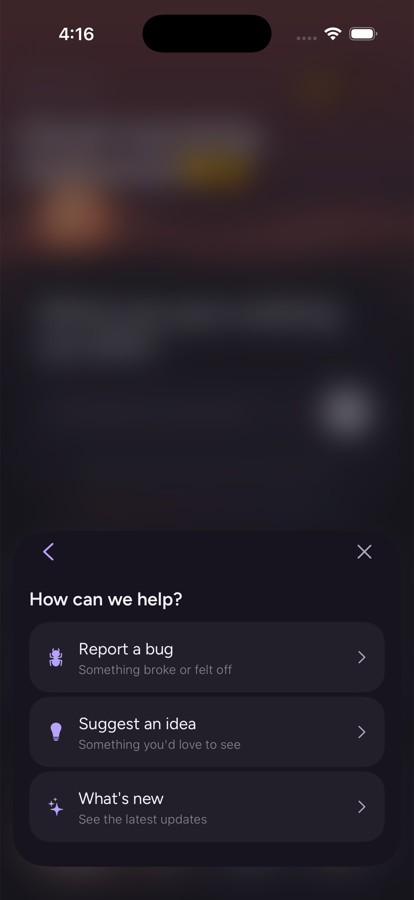 4:16
How can we help?
Report a bug
Something broke or felt off
Suggest an idea
Something you'd love to see
What's new
See the latest updates